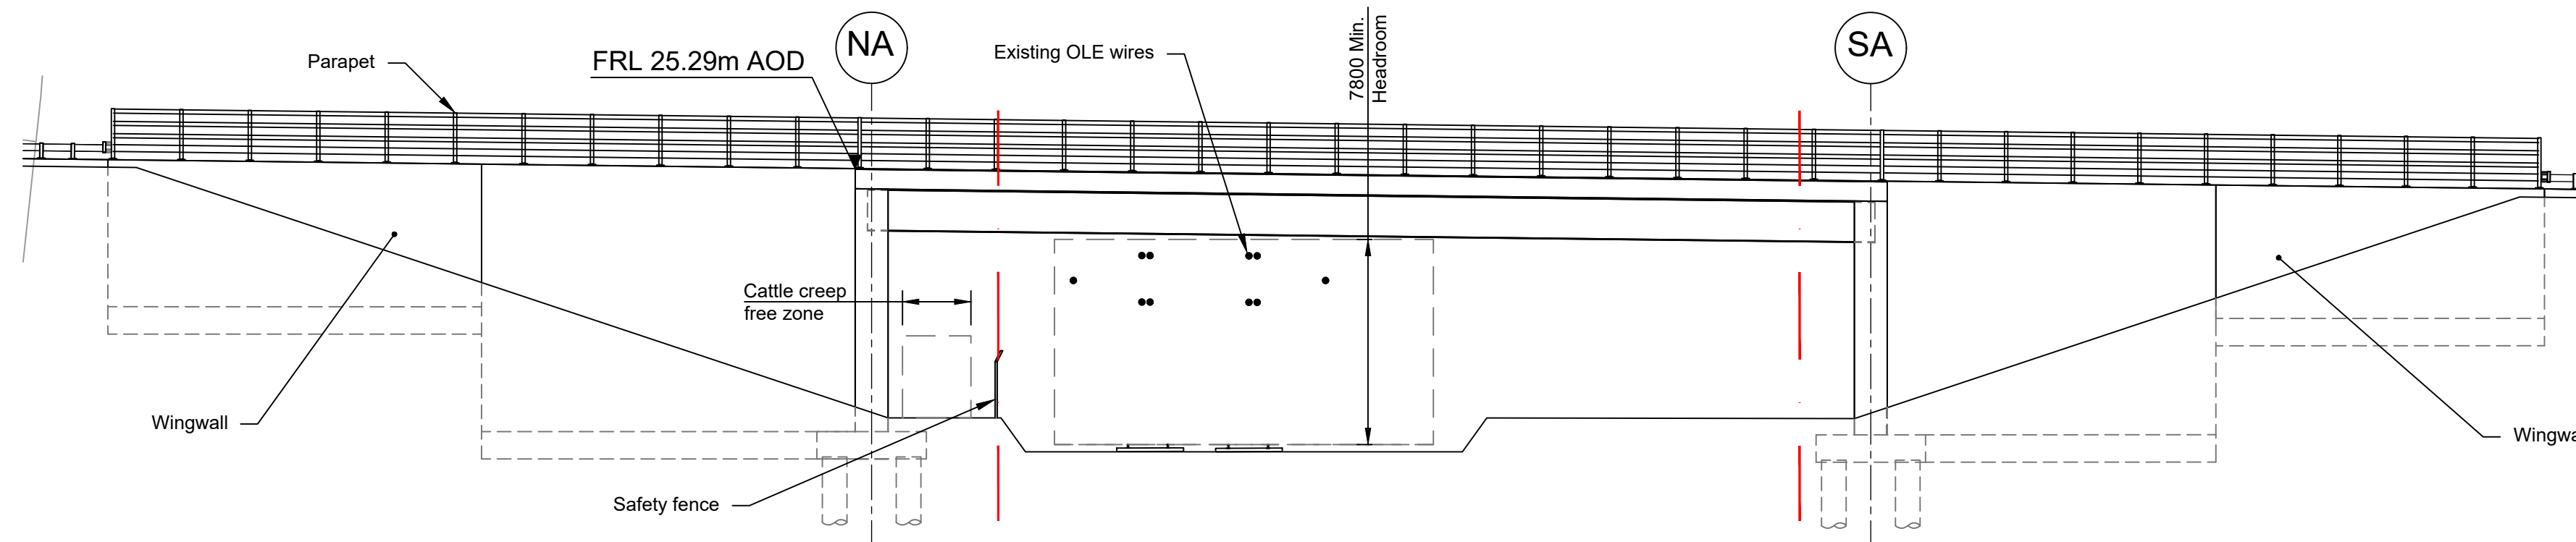 NA
SA
Parapet
FRL 25.29m AOD
Existing OLE wires
7800 Min.
Headroom
Cattle creep
free zone
Wingwall
Safety fence